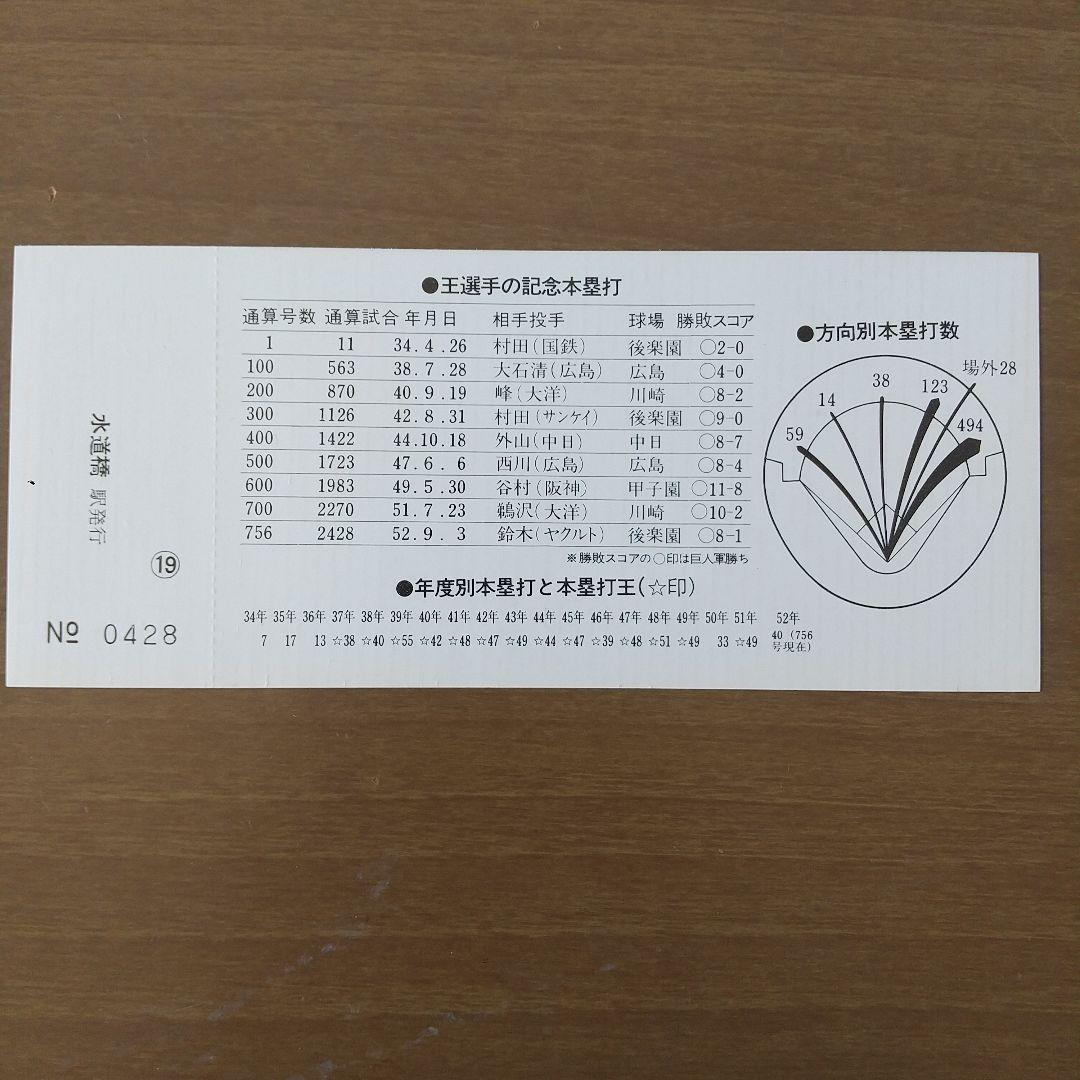 ●王選手の記念本塁打
通算号数 通算試合 年月日 相手投手 球場 勝敗スコア
1 11 34.4.26 村田(国鉄) 後楽園 ○2-0
100 563 38.7.28 大石清(広島) 広島 ○4-0
200 870 40.9.19 峰(大洋) 川崎 ○8-2
300 1126 42.8.31 村田(サンケイ) 後楽園 ○9-0
400 1422 44.10.18 外山(中日) 中日 ○8-7
500 1723 47.6.6 西川(広島) 広島 ○8-4
600 1983 49.5.30 谷村(阪神) 甲子園 ○11-8
700 2270 51.7.23 鵜沢(大洋) 川崎 ○10-2
756 2428 52.9.3 鈴木(ヤクルト) 後楽園 ○8-1
※勝敗スコアの○印は巨人軍勝ち
●年度別本塁打と本塁打王(☆印)
34年 35年 36年 37年 38年 39年 40年 41年 42年 43年 44年 45年 46年 47年 48年 49年 50年 51年 52年
7 17 13 ☆38 ☆40 ☆55 ☆42 ☆48 ☆47 ☆49 ☆44 ☆47 ☆39 ☆48 ☆51 ☆49 33 ☆49 40(756
号現在)
●方向別本塁打数
場外28
59 14 38 123 494
水道橋 駅発行
⑲
№ 0428